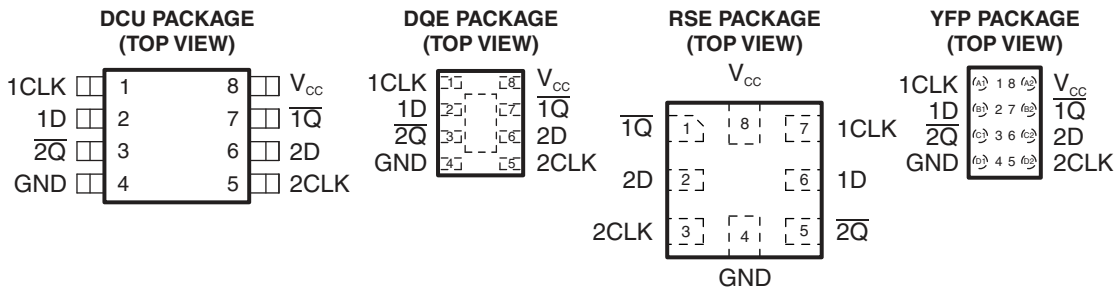 DCU PACKAGE
(TOP VIEW)
1CLK 1 8 V_CC
1D 2 7 1Q̅
2Q̅ 3 6 2D
GND 4 5 2CLK
DQE PACKAGE
(TOP VIEW)
1CLK 1 8 V_CC
1D 2 7 1Q̅
2Q̅ 3 6 2D
GND 4 5 2CLK
RSE PACKAGE
(TOP VIEW)
V_CC
1Q̅ 1 8 7 1CLK
2D 2 6 1D
2CLK 3 4 5 2Q̅
GND
YFP PACKAGE
(TOP VIEW)
1CLK A1 1 8 A2 V_CC
1D B1 2 7 B2 1Q̅
2Q̅ C1 3 6 C2 2D
GND D1 4 5 D2 2CLK